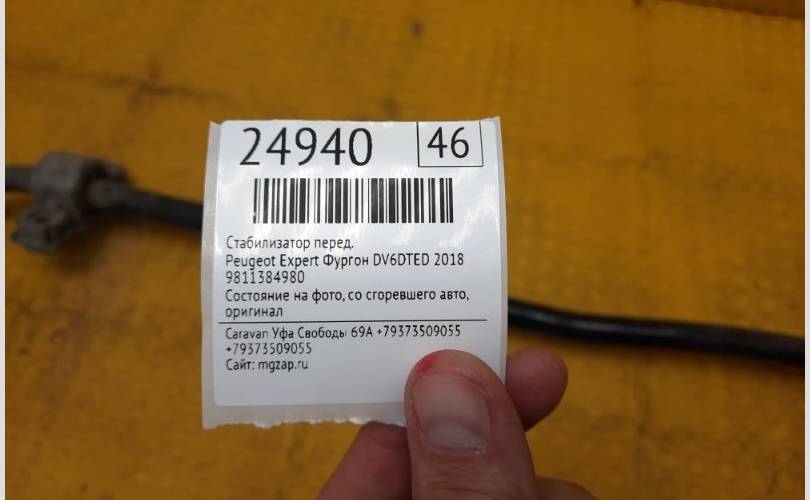 24940 46
Стабилизатор перед.
Peugeot Expert Фургон DV6DTED 2018
9811384980
Состояние на фото, со сгоревшего авто,
оригинал
Caravan Уфа Свободы 69А +79373509055
+79373509055
Сайт: mgzap.ru